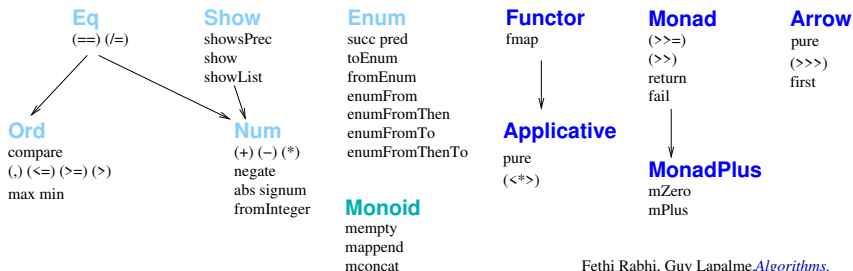 Eq
(==) (/=)
Show
showsPrec
show
showList
Enum
succ pred
toEnum
fromEnum
enumFrom
enumFromThen
enumFromTo
enumFromThenTo
Functor
fmap
Monad
(>>=)
(>>)
return
fail
Arrow
pure
(>>>)
first
Ord
compare
(,) (<=) (>=) (>)
max min
Num
(+) (−) (*)
negate
abs signum
fromInteger
Applicative
pure
(<*>)
MonadPlus
mZero
mPlus
Monoid
mempty
mappend
mconcat
Fethi Rabhi, Guy Lapalme,Algorithms.